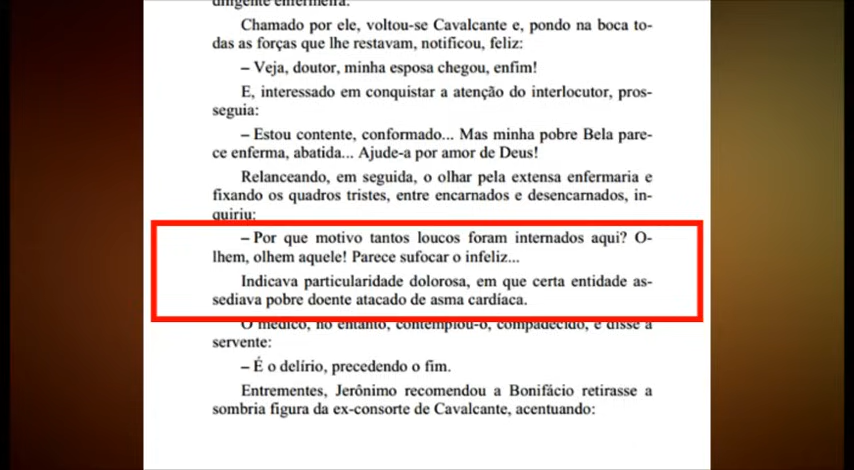 diligente enfermeira.
Chamado por ele, voltou-se Cavalcante e, pondo na boca to-
das as forças que lhe restavam, notificou, feliz:
– Veja, doutor, minha esposa chegou, enfim!
E, interessado em conquistar a atenção do interlocutor, pros-
seguia:
– Estou contente, conformado... Mas minha pobre Bela pare-
ce enferma, abatida... Ajude-a por amor de Deus!
Relanceando, em seguida, o olhar pela extensa enfermaria e
fixando os quadros tristes, entre encarnados e desencarnados, in-
quiriu:
– Por que motivo tantos loucos foram internados aqui? O-
lhem, olhem aquele! Parece sufocar o infeliz...
Indicava particularidade dolorosa, em que certa entidade as-
sediava pobre doente atacado de asma cardíaca.
O médico, no entanto, contemplou-o, compadecido, e disse à
servente:
– É o delírio, precedendo o fim.
Entrementes, Jerônimo recomendou a Bonifácio retirasse a
sombria figura da ex-consorte de Cavalcante, acentuando: